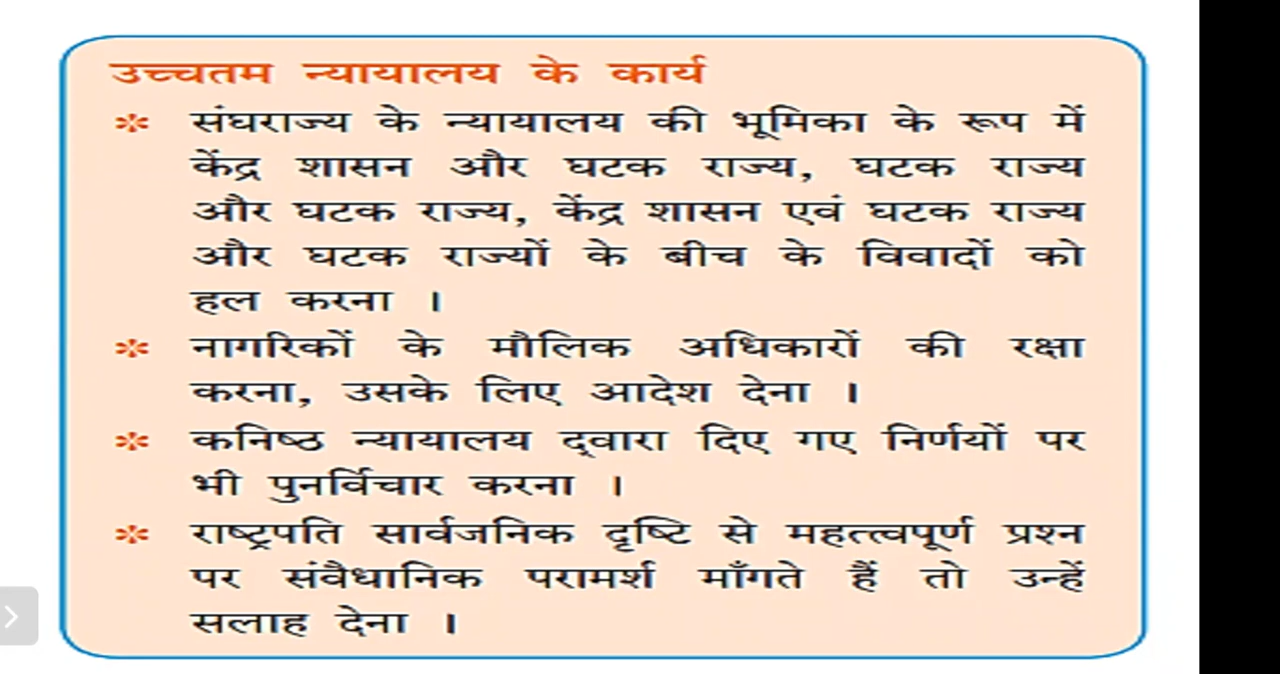 उच्चतम न्यायालय के कार्य
* संघराज्य के न्यायालय की भूमिका के रूप में
केंद्र शासन और घटक राज्य, घटक राज्य
और घटक राज्य, केंद्र शासन एवं घटक राज्य
और घटक राज्यों के बीच के विवादों को
हल करना ।
* नागरिकों के मौलिक अधिकारों की रक्षा
करना, उसके लिए आदेश देना ।
* कनिष्ठ न्यायालय द्‌वारा दिए गए निर्णयों पर
भी पुनर्विचार करना ।
* राष्ट्रपति सार्वजनिक दृष्टि से महत्त्वपूर्ण प्रश्न
पर संवैधानिक परामर्श माँगते हैं तो उन्हें
सलाह देना ।